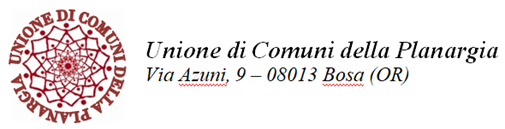 UNIONE DI COMUNI DELLA PLANARGIA
Unione di Comuni della Planargia
Via Azuni, 9 – 08013 Bosa (OR)